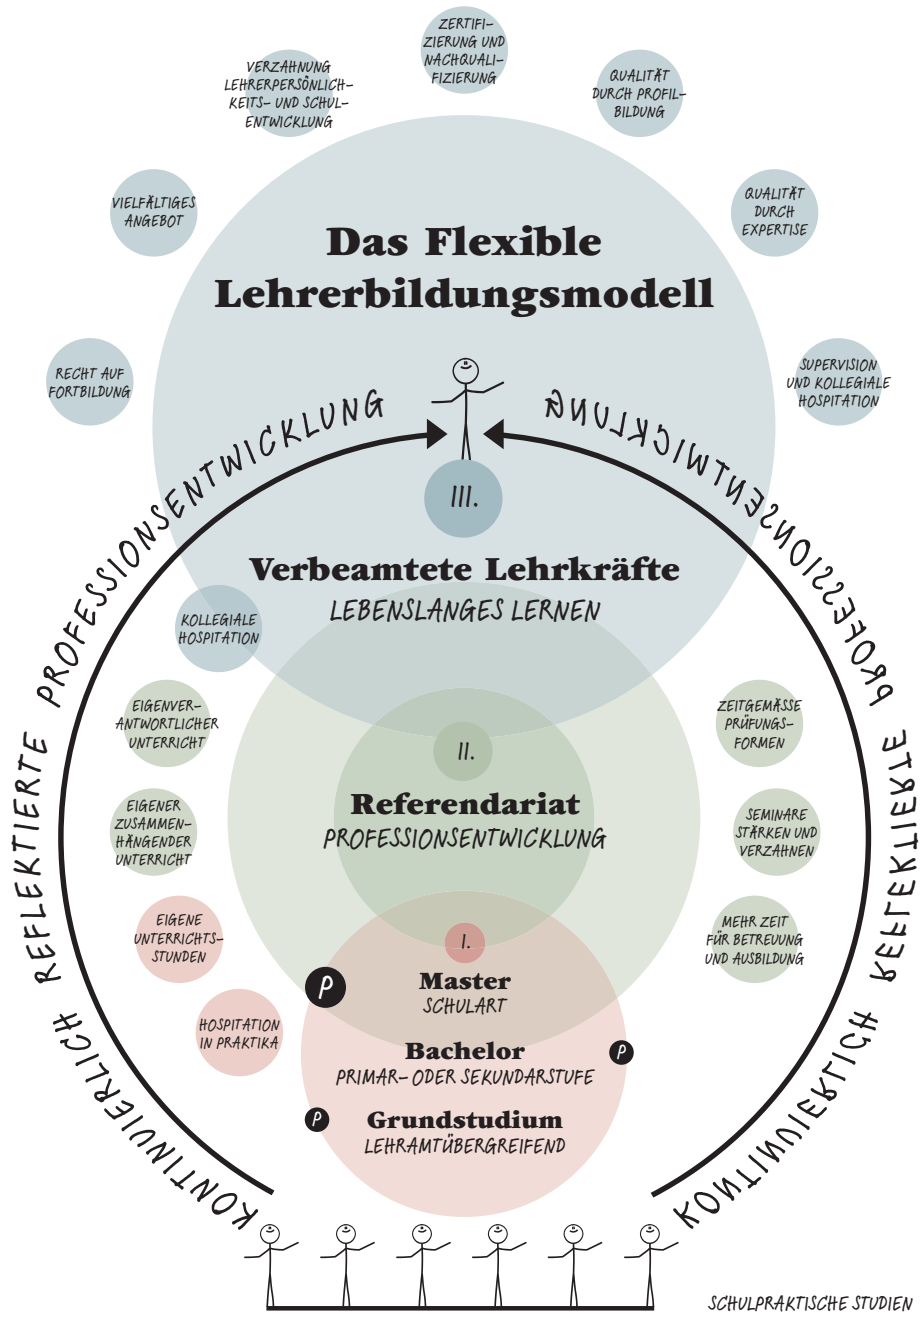 ZERTIFI-
ZIERUNG UND
NACHQUALI-
FIZIERUNG
VERZAHNUNG
LEHRERPERSÖNLICH-
KEITS- UND SCHUL-
ENTWICKLUNG
QUALITÄT
DURCH PROFIL-
BILDUNG
VIELFÄLTIGES
ANGEBOT
QUALITÄT
DURCH
EXPERTISE
Das Flexible
Lehrerbildungsmodell
RECHT AUF
FORTBILDUNG
SUPERVISION
UND KOLLEGIALE
HOSPITATION
KONTINUIERLICH REFLEKTIERTE PROFESSIONSENTWICKLUNG
KONTINUIERLICH REFLEKTIERTE PROFESSIONSENTWICKLUNG
III.
Verbeamtete Lehrkräfte
LEBENSLANGES LERNEN
KOLLEGIALE
HOSPITATION
EIGENVER-
ANTWORTLICHER
UNTERRICHT
ZEITGEMÄSSE
PRÜFUNGS-
FORMEN
II.
Referendariat
PROFESSIONSENTWICKLUNG
EIGENER
ZUSAMMEN-
HÄNGENDER
UNTERRICHT
SEMINARE
STÄRKEN UND
VERZAHNEN
EIGENE
UNTERRICHTS-
STUNDEN
MEHR ZEIT
FÜR BETREUUNG
UND AUSBILDUNG
I.
P
Master
SCHULART
HOSPITATION
IN PRAKTIKA
Bachelor
PRIMAR- ODER SEKUNDARSTUFE
P
P
Grundstudium
LEHRAMTÜBERGREIFEND
SCHULPRAKTISCHE STUDIEN